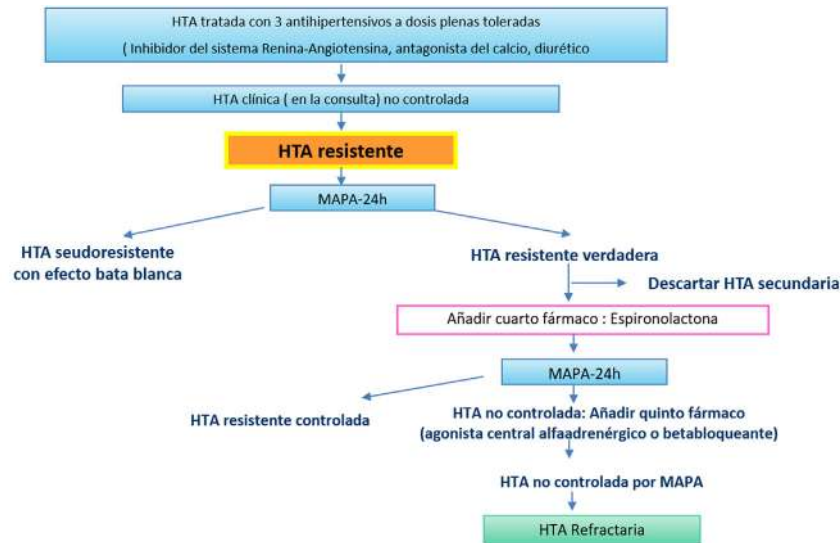 HTA tratada con 3 antihipertensivos a dosis plenas toleradas
( Inhibidor del sistema Renina-Angiotensina, antagonista del calcio, diurético
HTA clínica ( en la consulta) no controlada
HTA resistente
MAPA-24h
HTA seudoresistente
con efecto bata blanca
HTA resistente verdadera
Descartar HTA secundaria
Añadir cuarto fármaco : Espironolactona
MAPA-24h
HTA resistente controlada
HTA no controlada: Añadir quinto fármaco
(agonista central alfaadrenérgico o betabloqueante)
HTA no controlada por MAPA
HTA Refractaria